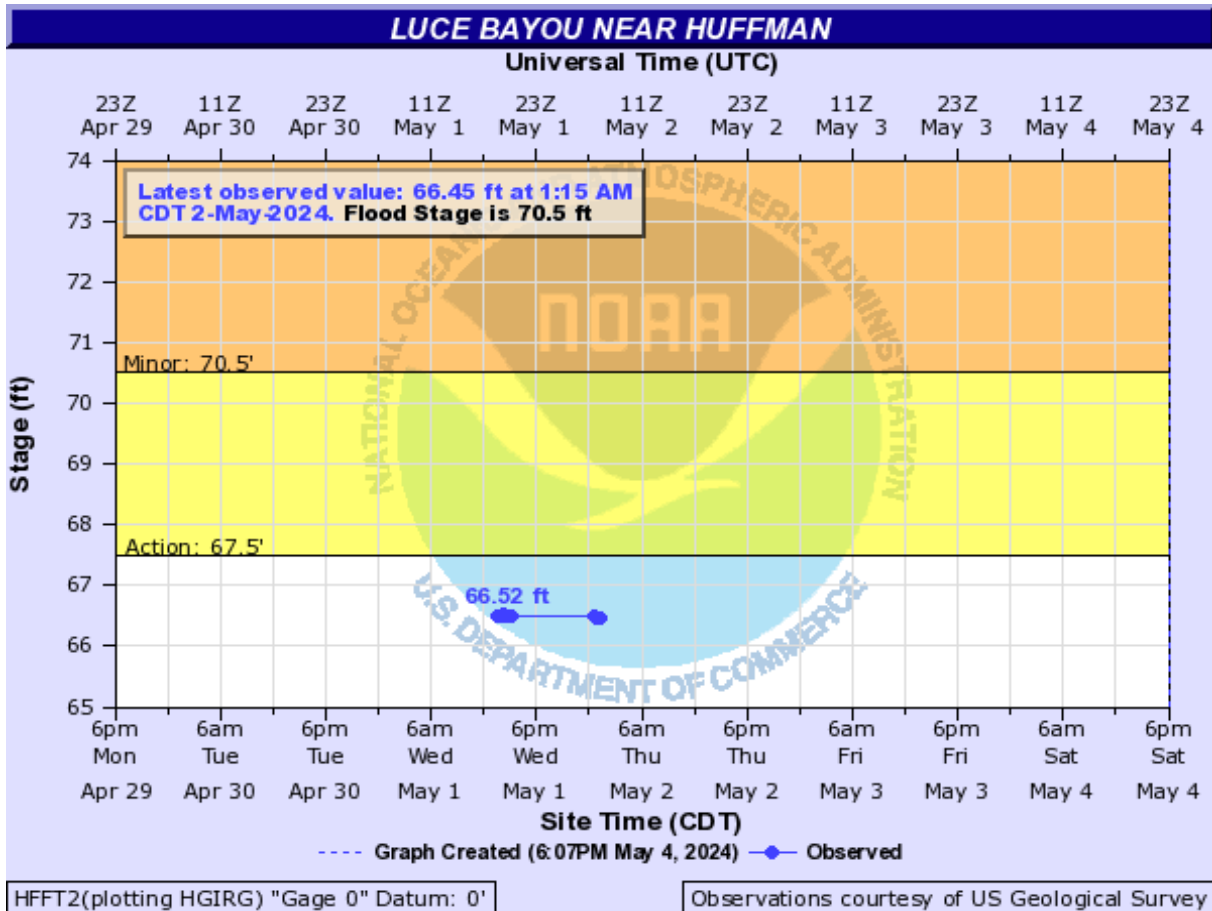 LUCE BAYOU NEAR HUFFMAN
Universal Time (UTC)
23Z 11Z 23Z 11Z 23Z 11Z 23Z 11Z 23Z 11Z 23Z
Apr 29 Apr 30 Apr 30 May 1 May 1 May 2 May 2 May 3 May 3 May 4 May 4
74
Latest observed value: 66.45 ft at 1:15 AM
CDT 2-May-2024. Flood Stage is 70.5 ft
73
72
71
Minor: 70.5'
70
69
68
Action: 67.5'
67
66.52 ft
66
65
Stage (ft)
NATIONAL OCEANIC AND ATMOSPHERIC ADMINISTRATION
NOAA
U.S. DEPARTMENT OF COMMERCE
6pm 6am 6pm 6am 6pm 6am 6pm 6am 6pm 6am 6pm
Mon Tue Tue Wed Wed Thu Thu Fri Fri Sat Sat
Apr 29 Apr 30 Apr 30 May 1 May 1 May 2 May 2 May 3 May 3 May 4 May 4
Site Time (CDT)
Graph Created (6:07PM May 4, 2024) Observed
HFFT2(plotting HGIRG) "Gage 0" Datum: 0'
Observations courtesy of US Geological Survey